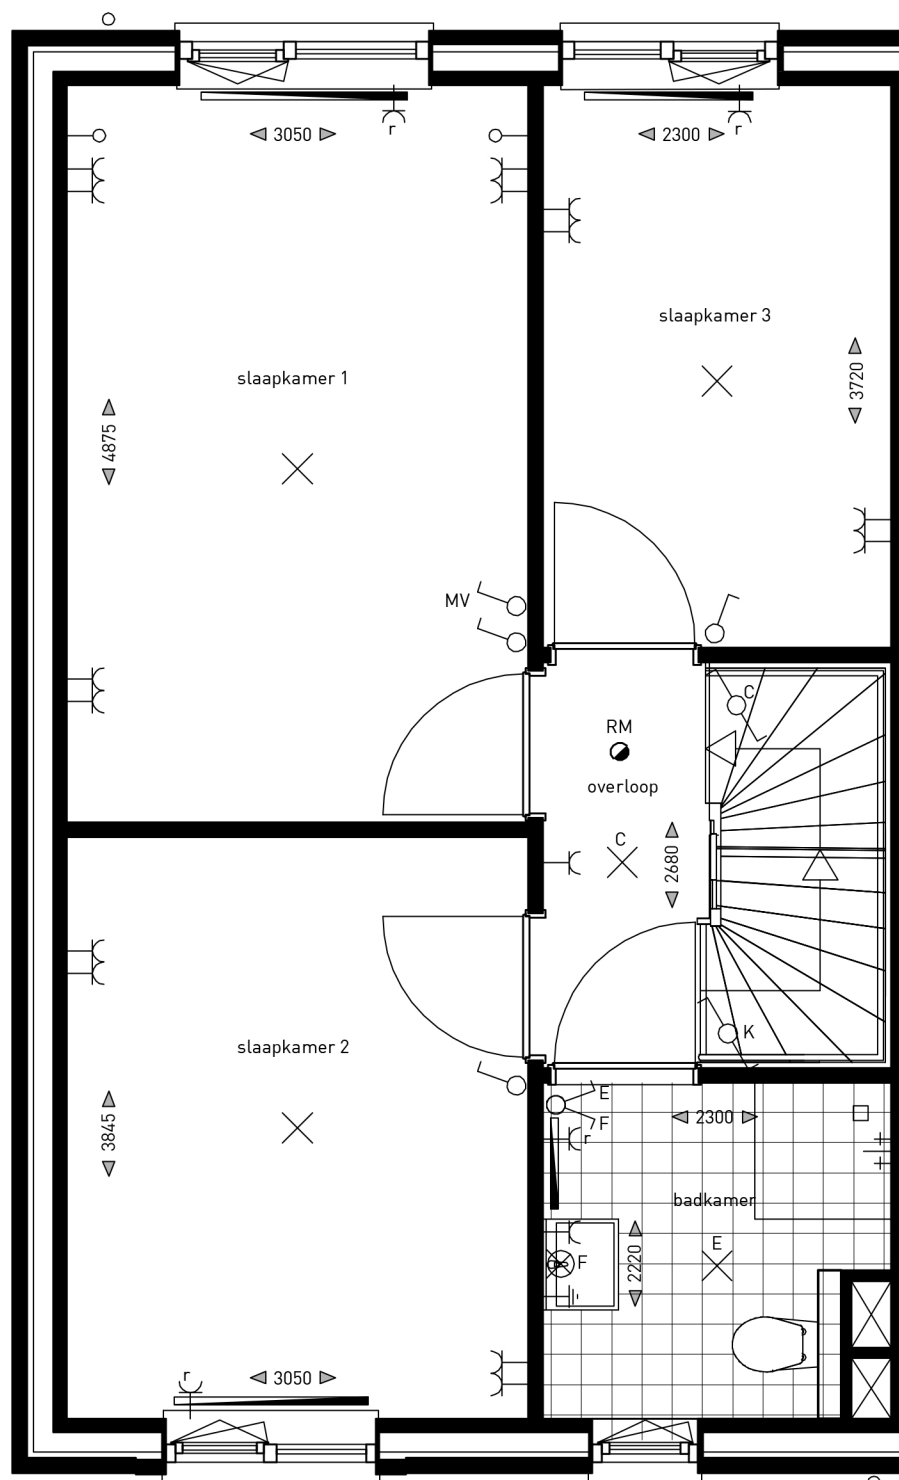 r
3050
2300
r
slaapkamer 3
3720
slaapkamer 1
4875
MV
C
RM
overloop
C
2680
K
slaapkamer 2
E
3845
2300
F
r
badkamer
E
2220
F
r
3050